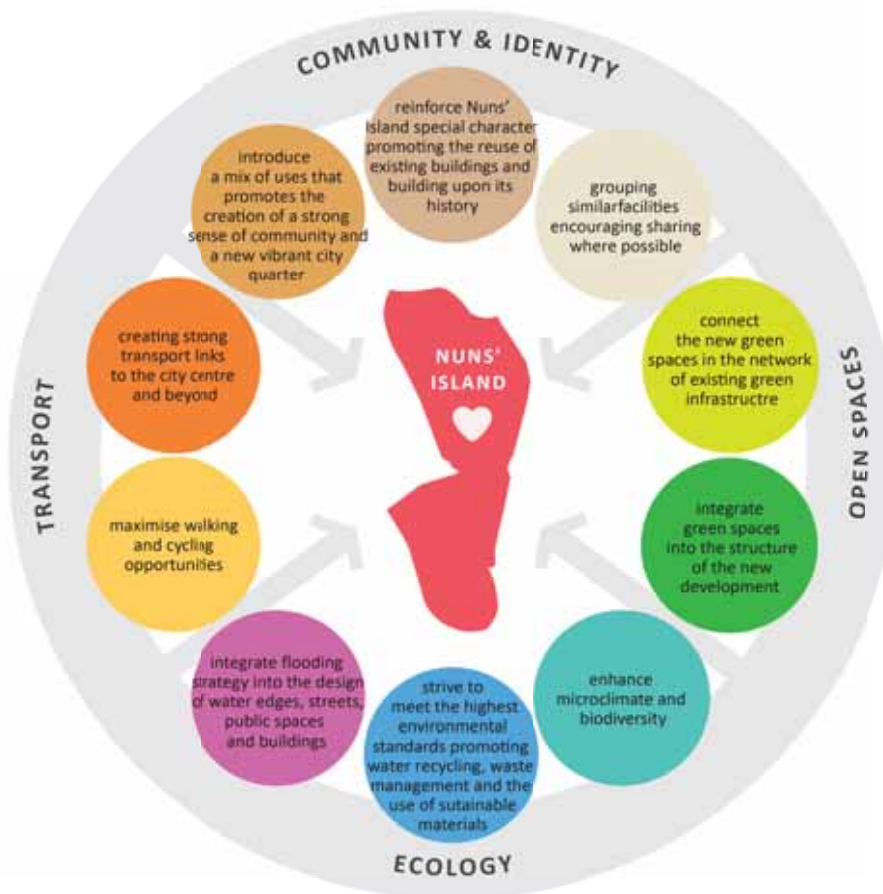 COMMUNITY & IDENTITY
reinforce Nuns'
Island special character
promoting the reuse of
existing buildings and
building upon its
history
introduce
a mix of uses that
promotes the
creation of a strong
sense of community and
a new vibrant city
quarter
grouping
similarfacilities
encouraging sharing
where possible
creating strong
transport links
to the city centre
and beyond
NUNS'
ISLAND
connect
the new green
spaces in the network
of existing green
infrastructre
TRANSPORT
OPEN SPACES
maximise walking
and cycling
opportunities
integrate
green spaces
into the structure
of the new
development
integrate flooding
strategy into the design
of water edges, streets,
public spaces
and buildings
strive to
meet the highest
environmental
standards promoting
water recycling, waste
management and the
use of sutainable
materials
enhance
microclimate and
biodiversity
ECOLOGY